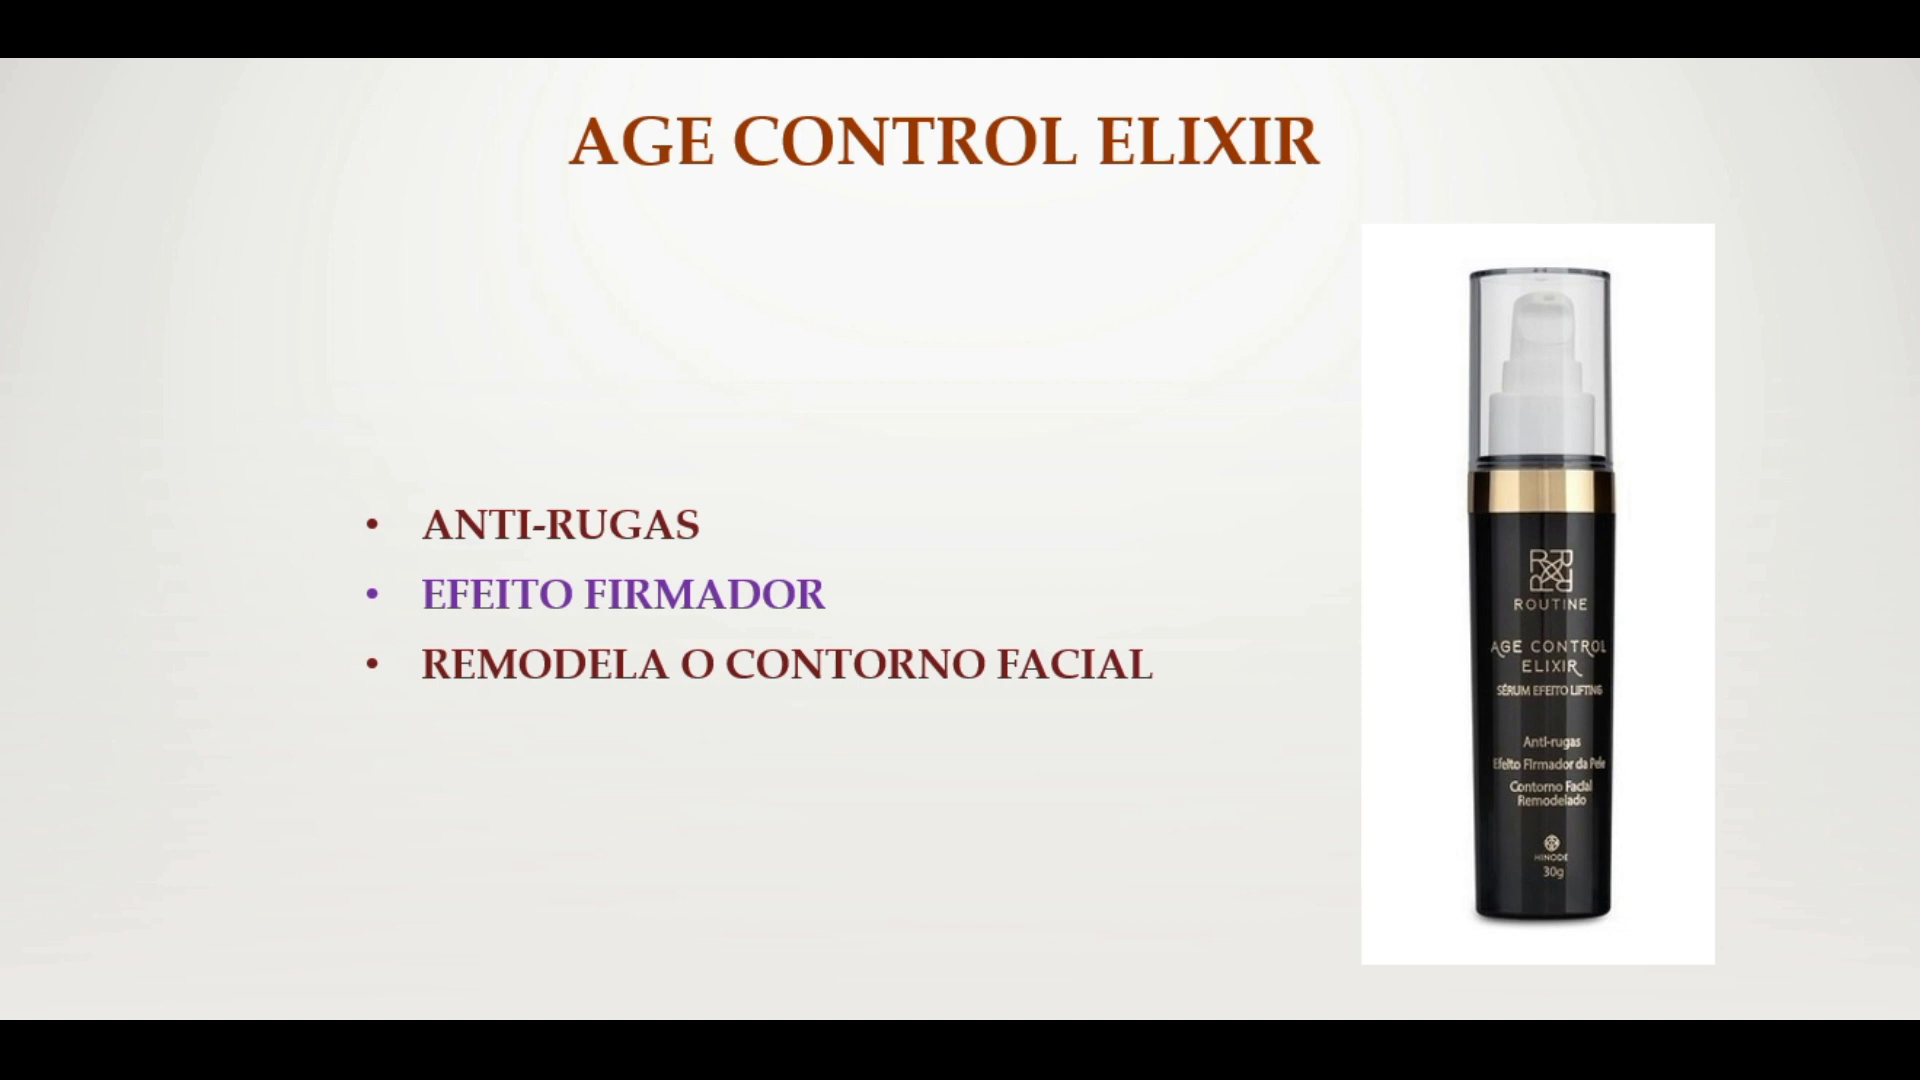 AGE CONTROL ELIXIR
• ANTI-RUGAS
• EFEITO FIRMADOR
• REMODELA O CONTORNO FACIAL
ROUTINE
AGE CONTROL
ELIXIR
SÉRUM EFEITO LIFTING
Anti-rugas
Efeito Firmador da Pele
Contorno Facial
Remodelado
HINODE
30g